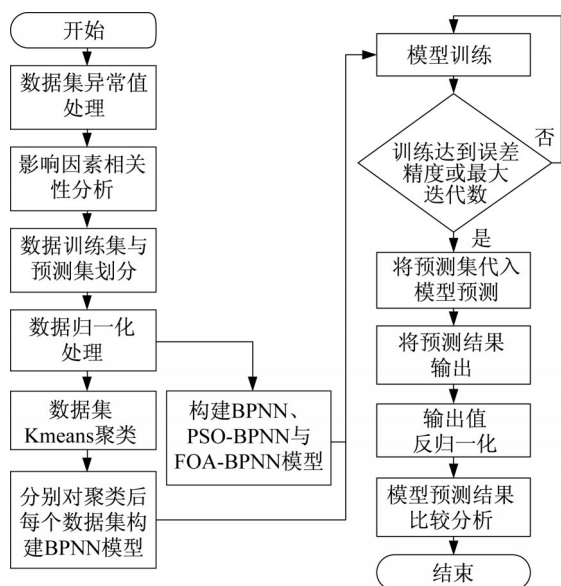 开始
数据集异常值
处理
影响因素相关
性分析
数据训练集与
预测集划分
数据归一化
处理
数据集
Kmeans聚类
分别对聚类后
每个数据集构
建BPNN模型
构建BPNN、
PSO-BPNN与
FOA-BPNN模型
模型训练
训练达到误差
精度或最大
迭代数
否
是
将预测集代入
模型预测
将预测结果
输出
输出值
反归一化
模型预测结果
比较分析
结束